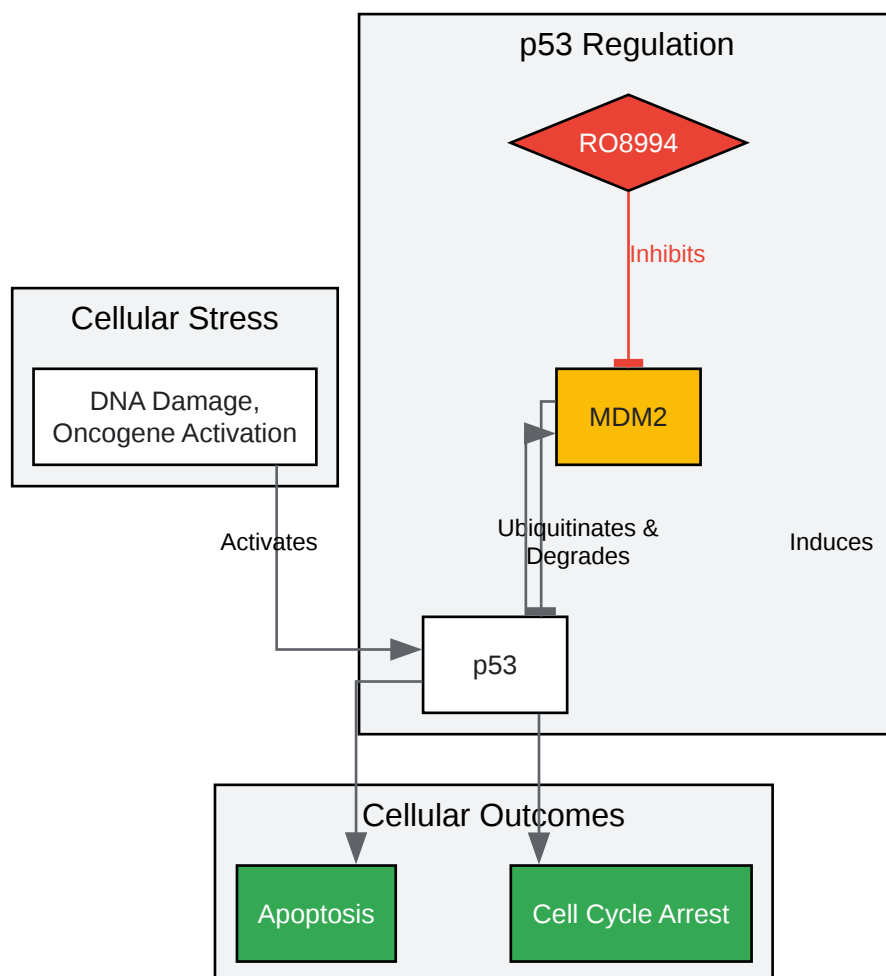 p53 Regulation
RO8994
Inhibits
Cellular Stress
DNA Damage,
Oncogene Activation
MDM2
Activates
Ubiquitinates &
Degrades
Induces
p53
Cellular Outcomes
Apoptosis
Cell Cycle Arrest